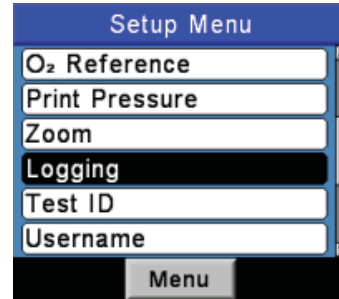 Setup Menu
O₂ Reference
Print Pressure
Zoom
Logging
Test ID
Username
Menu